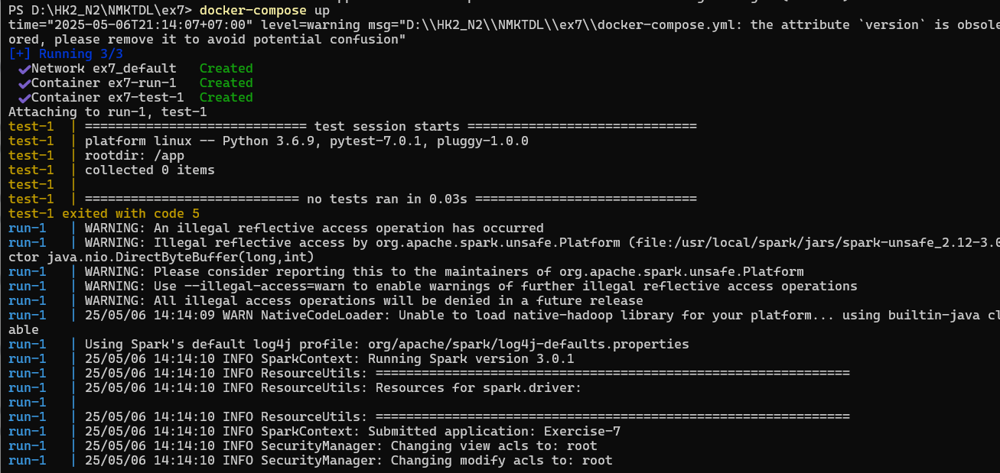 PS D:\HK2_N2\NMKTDL\ex7> docker-compose up
time="2025-05-06T21:14:07+07:00" level=warning msg="D:\\HK2_N2\\NMKTDL\\ex7\\docker-compose.yml: the attribute `version` is obsole
ored, please remove it to avoid potential confusion"
[+] Running 3/3
✔Network ex7_default   Created
✔Container ex7-run-1   Created
✔Container ex7-test-1  Created
Attaching to run-1, test-1
test-1  | ============================= test session starts ==============================
test-1  | platform linux -- Python 3.6.9, pytest-7.0.1, pluggy-1.0.0
test-1  | rootdir: /app
test-1  | collected 0 items
test-1  |
test-1  | ============================ no tests ran in 0.03s =============================
test-1 exited with code 5
run-1   | WARNING: An illegal reflective access operation has occurred
run-1   | WARNING: Illegal reflective access by org.apache.spark.unsafe.Platform (file:/usr/local/spark/jars/spark-unsafe_2.12-3.0
ctor java.nio.DirectByteBuffer(long,int)
run-1   | WARNING: Please consider reporting this to the maintainers of org.apache.spark.unsafe.Platform
run-1   | WARNING: Use --illegal-access=warn to enable warnings of further illegal reflective access operations
run-1   | WARNING: All illegal access operations will be denied in a future release
run-1   | 25/05/06 14:14:09 WARN NativeCodeLoader: Unable to load native-hadoop library for your platform... using builtin-java cl
able
run-1   | Using Spark's default log4j profile: org/apache/spark/log4j-defaults.properties
run-1   | 25/05/06 14:14:10 INFO SparkContext: Running Spark version 3.0.1
run-1   | 25/05/06 14:14:10 INFO ResourceUtils: ==============================================================
run-1   | 25/05/06 14:14:10 INFO ResourceUtils: Resources for spark.driver:
run-1   |
run-1   | 25/05/06 14:14:10 INFO ResourceUtils: ==============================================================
run-1   | 25/05/06 14:14:10 INFO SparkContext: Submitted application: Exercise-7
run-1   | 25/05/06 14:14:10 INFO SecurityManager: Changing view acls to: root
run-1   | 25/05/06 14:14:10 INFO SecurityManager: Changing modify acls to: root